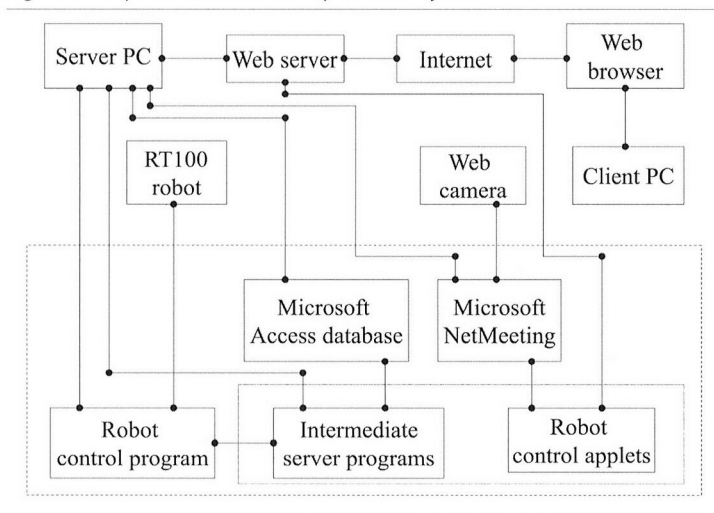 Server PC
Web server
Internet
Web
browser
RT100
robot
Web
camera
Client PC
Microsoft
Access database
Microsoft
NetMeeting
Robot
control program
Intermediate
server programs
Robot
control applets